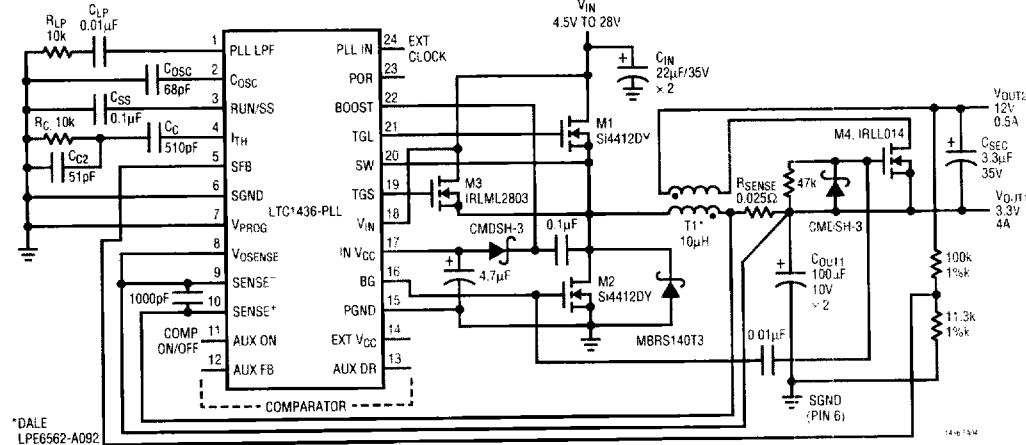 VIN
4.5V TO 28V
CLP
0.01µF
RLP
10k
1
PLL LPF
PLL IN
24
EXT
CLOCK
COSC
68pF
2
COSC
POR
23
CIN
22µF/35V
× 2
CSS
0.1µF
3
RUN/SS
BOOST
22
VOUT2
12V
0.5A
RC 10k
CC
510pF
4
ITH
TGL
21
M1
Si4412DY
M4, IRLL014
CC2
51pF
5
SFB
SW
20
CSEC
3.3µF
35V
6
SGND
TGS
19
M3
IRLML2803
RSENSE
0.025Ω
47k
LTC1436-PLL
7
VPROG
VIN
18
T1*
10µH
CMDSH-3
VOUT1
3.3V
4A
8
VOSENSE
IN VCC
17
CMDSH-3
0.1µF
4.7µF
COUT1
100µF
10V
× 2
100k
1%k
9
SENSE−
BG
16
M2
Si4412DY
1000pF
10
SENSE+
PGND
15
MBRS140T3
11.3k
1%k
COMP
ON/OFF
11
AUX ON
EXT VCC
14
0.01µF
12
AUX FB
AUX DR
13
COMPARATOR
SGND
(PIN 6)
*DALE
LPE6562-A092